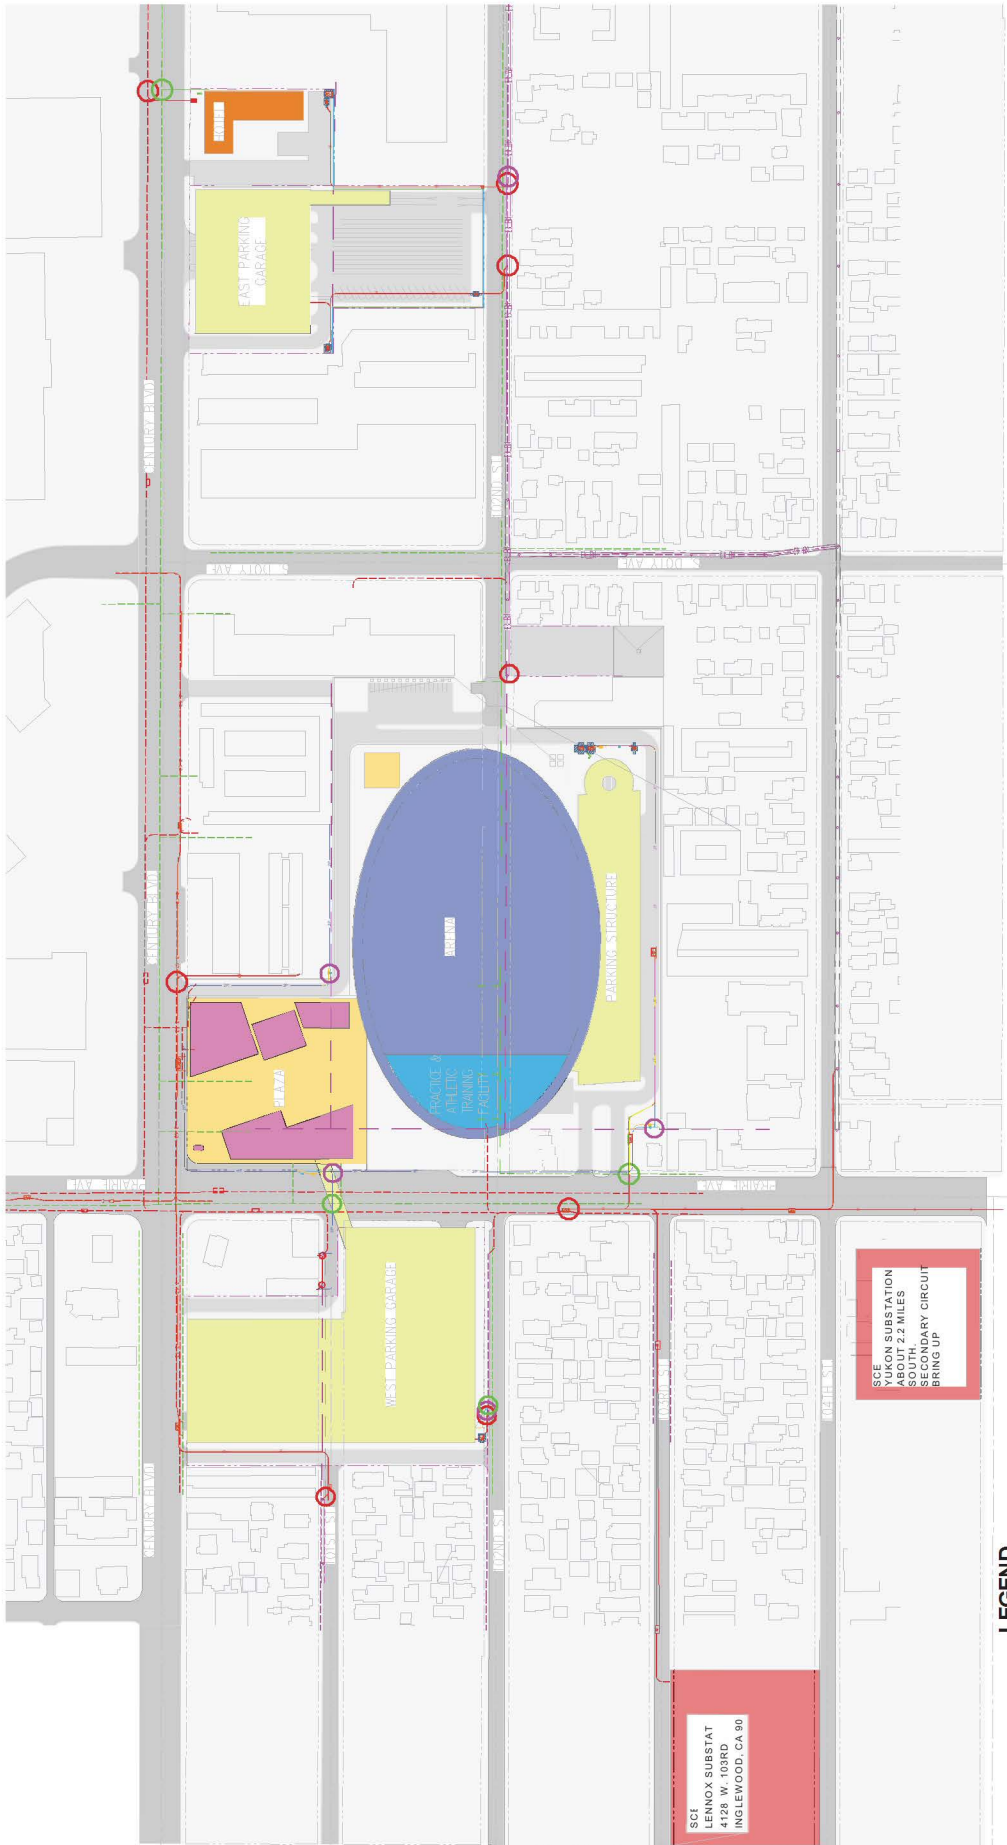 HOTEL
EAST PARKING
GARAGE
CENTURY BLVD
102ND ST
S DOTY AVE
S DOTY AVE
CENTURY BLVD
ARENA
PARKING STRUCTURE
PRACTICE &
ATHLETIC
TRAINING
FACILITY
PLAZA
PRAIRIE AVE
PRAIRIE AVE
WEST PARKING GARAGE
CENTURY BLVD
101ST ST
102ND ST
103RD ST
104TH ST
SCE
YUKON SUBSTATION
ABOUT 2.2 MILES
SOUTH.
SECONDARY CIRCUIT
BRING UP
SCE
LENNOX SUBSTAT
4128 W. 103RD
INGLEWOOD, CA 90
LEGEND